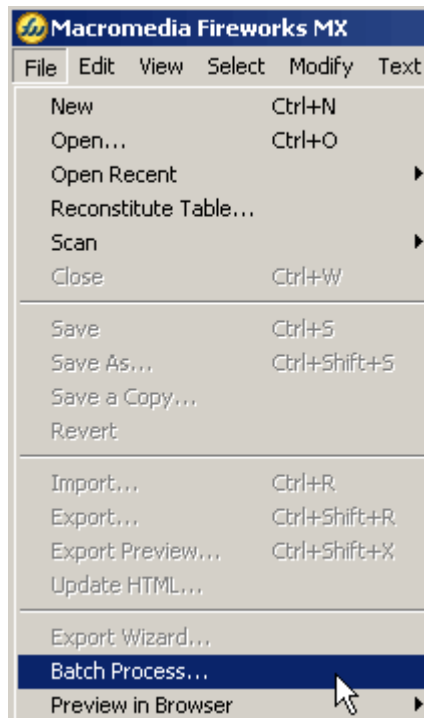 Macromedia Fireworks MX
File Edit View Select Modify Text
New Ctrl+N
Open... Ctrl+O
Open Recent
Reconstitute Table...
Scan
Close Ctrl+W
Save Ctrl+S
Save As... Ctrl+Shift+S
Save a Copy...
Revert
Import... Ctrl+R
Export... Ctrl+Shift+R
Export Preview... Ctrl+Shift+X
Update HTML...
Export Wizard...
Batch Process...
Preview in Browser